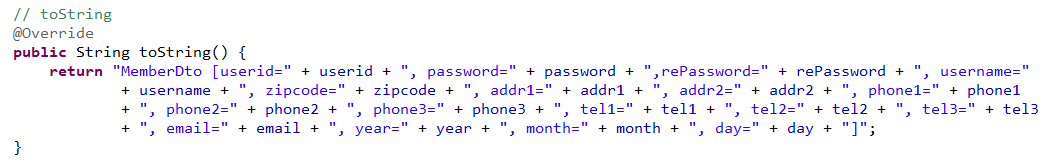 // toString
@Override
public String toString() {
return "MemberDto [userid=" + userid + ", password=" + password + ",rePassword=" + rePassword + ", username="
+ username + ", zipcode=" + zipcode + ", addr1=" + addr1 + ", addr2=" + addr2 + ", phone1=" + phone1
+ ", phone2=" + phone2 + ", phone3=" + phone3 + ", tel1=" + tel1 + ", tel2=" + tel2 + ", tel3=" + tel3
+ ", email=" + email + ", year=" + year + ", month=" + month + ", day=" + day + "]";
}